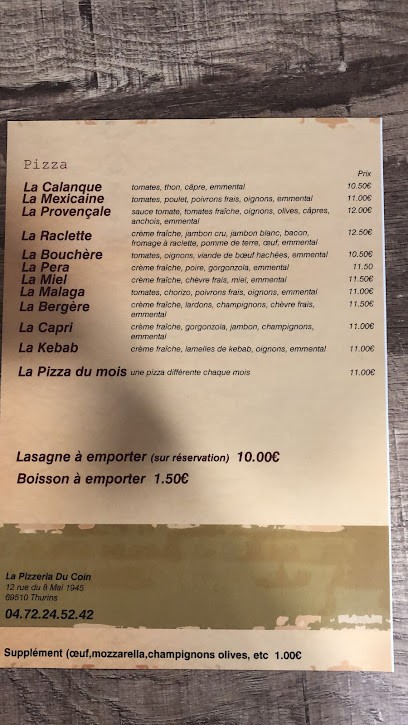 Pizza
Prix
La Calanque tomates, thon, câpre, emmental 10.50€
La Mexicaine tomates, poulet, poivrons frais, oignons, emmental 11.00€
La Provençale sauce tomate, tomates fraîche, oignons, olives, câpres, 12.00€
anchois, emmental
La Raclette crème fraîche, jambon cru, jambon blanc, bacon, 12.50€
fromage à raclette, pomme de terre, œuf, emmental
La Bouchère tomates, oignons, viande de bœuf hachées, emmental 10.50€
La Pera crème fraîche, poire, gorgonzola, emmental 11.50
La Miel crème fraîche, chèvre frais, miel, emmental 11.50€
La Malaga tomates, chorizo, poivrons frais, oignons, emmental 11.00€
La Bergère crème fraîche, lardons, champignons, chèvre frais, 11.50€
emmental
La Capri crème fraîche, gorgonzola, jambon, champignons, 11.00€
emmental
La Kebab crème fraîche, lamelles de kebab, oignons, emmental 11.00€
La Pizza du mois une pizza différente chaque mois 11.00€
Lasagne à emporter (sur réservation) 10.00€
Boisson à emporter 1.50€
La Pizzeria Du Coin
12 rue du 8 Mai 1945
69510 Thurins
04.72.24.52.42
Supplément (œuf,mozzarella,champignons olives, etc 1.00€